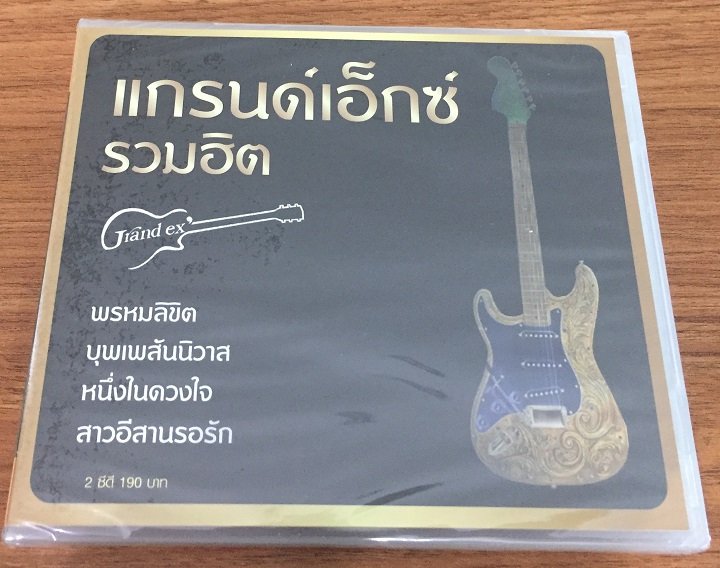 แกรนด์เอ็กซ์
รวมฮิต
Grand ex'
พรหมลิขิต
บุพเพสันนิวาส
หนึ่งในดวงใจ
สาวอีสานรอรัก
2 ซีดี 190 บาท